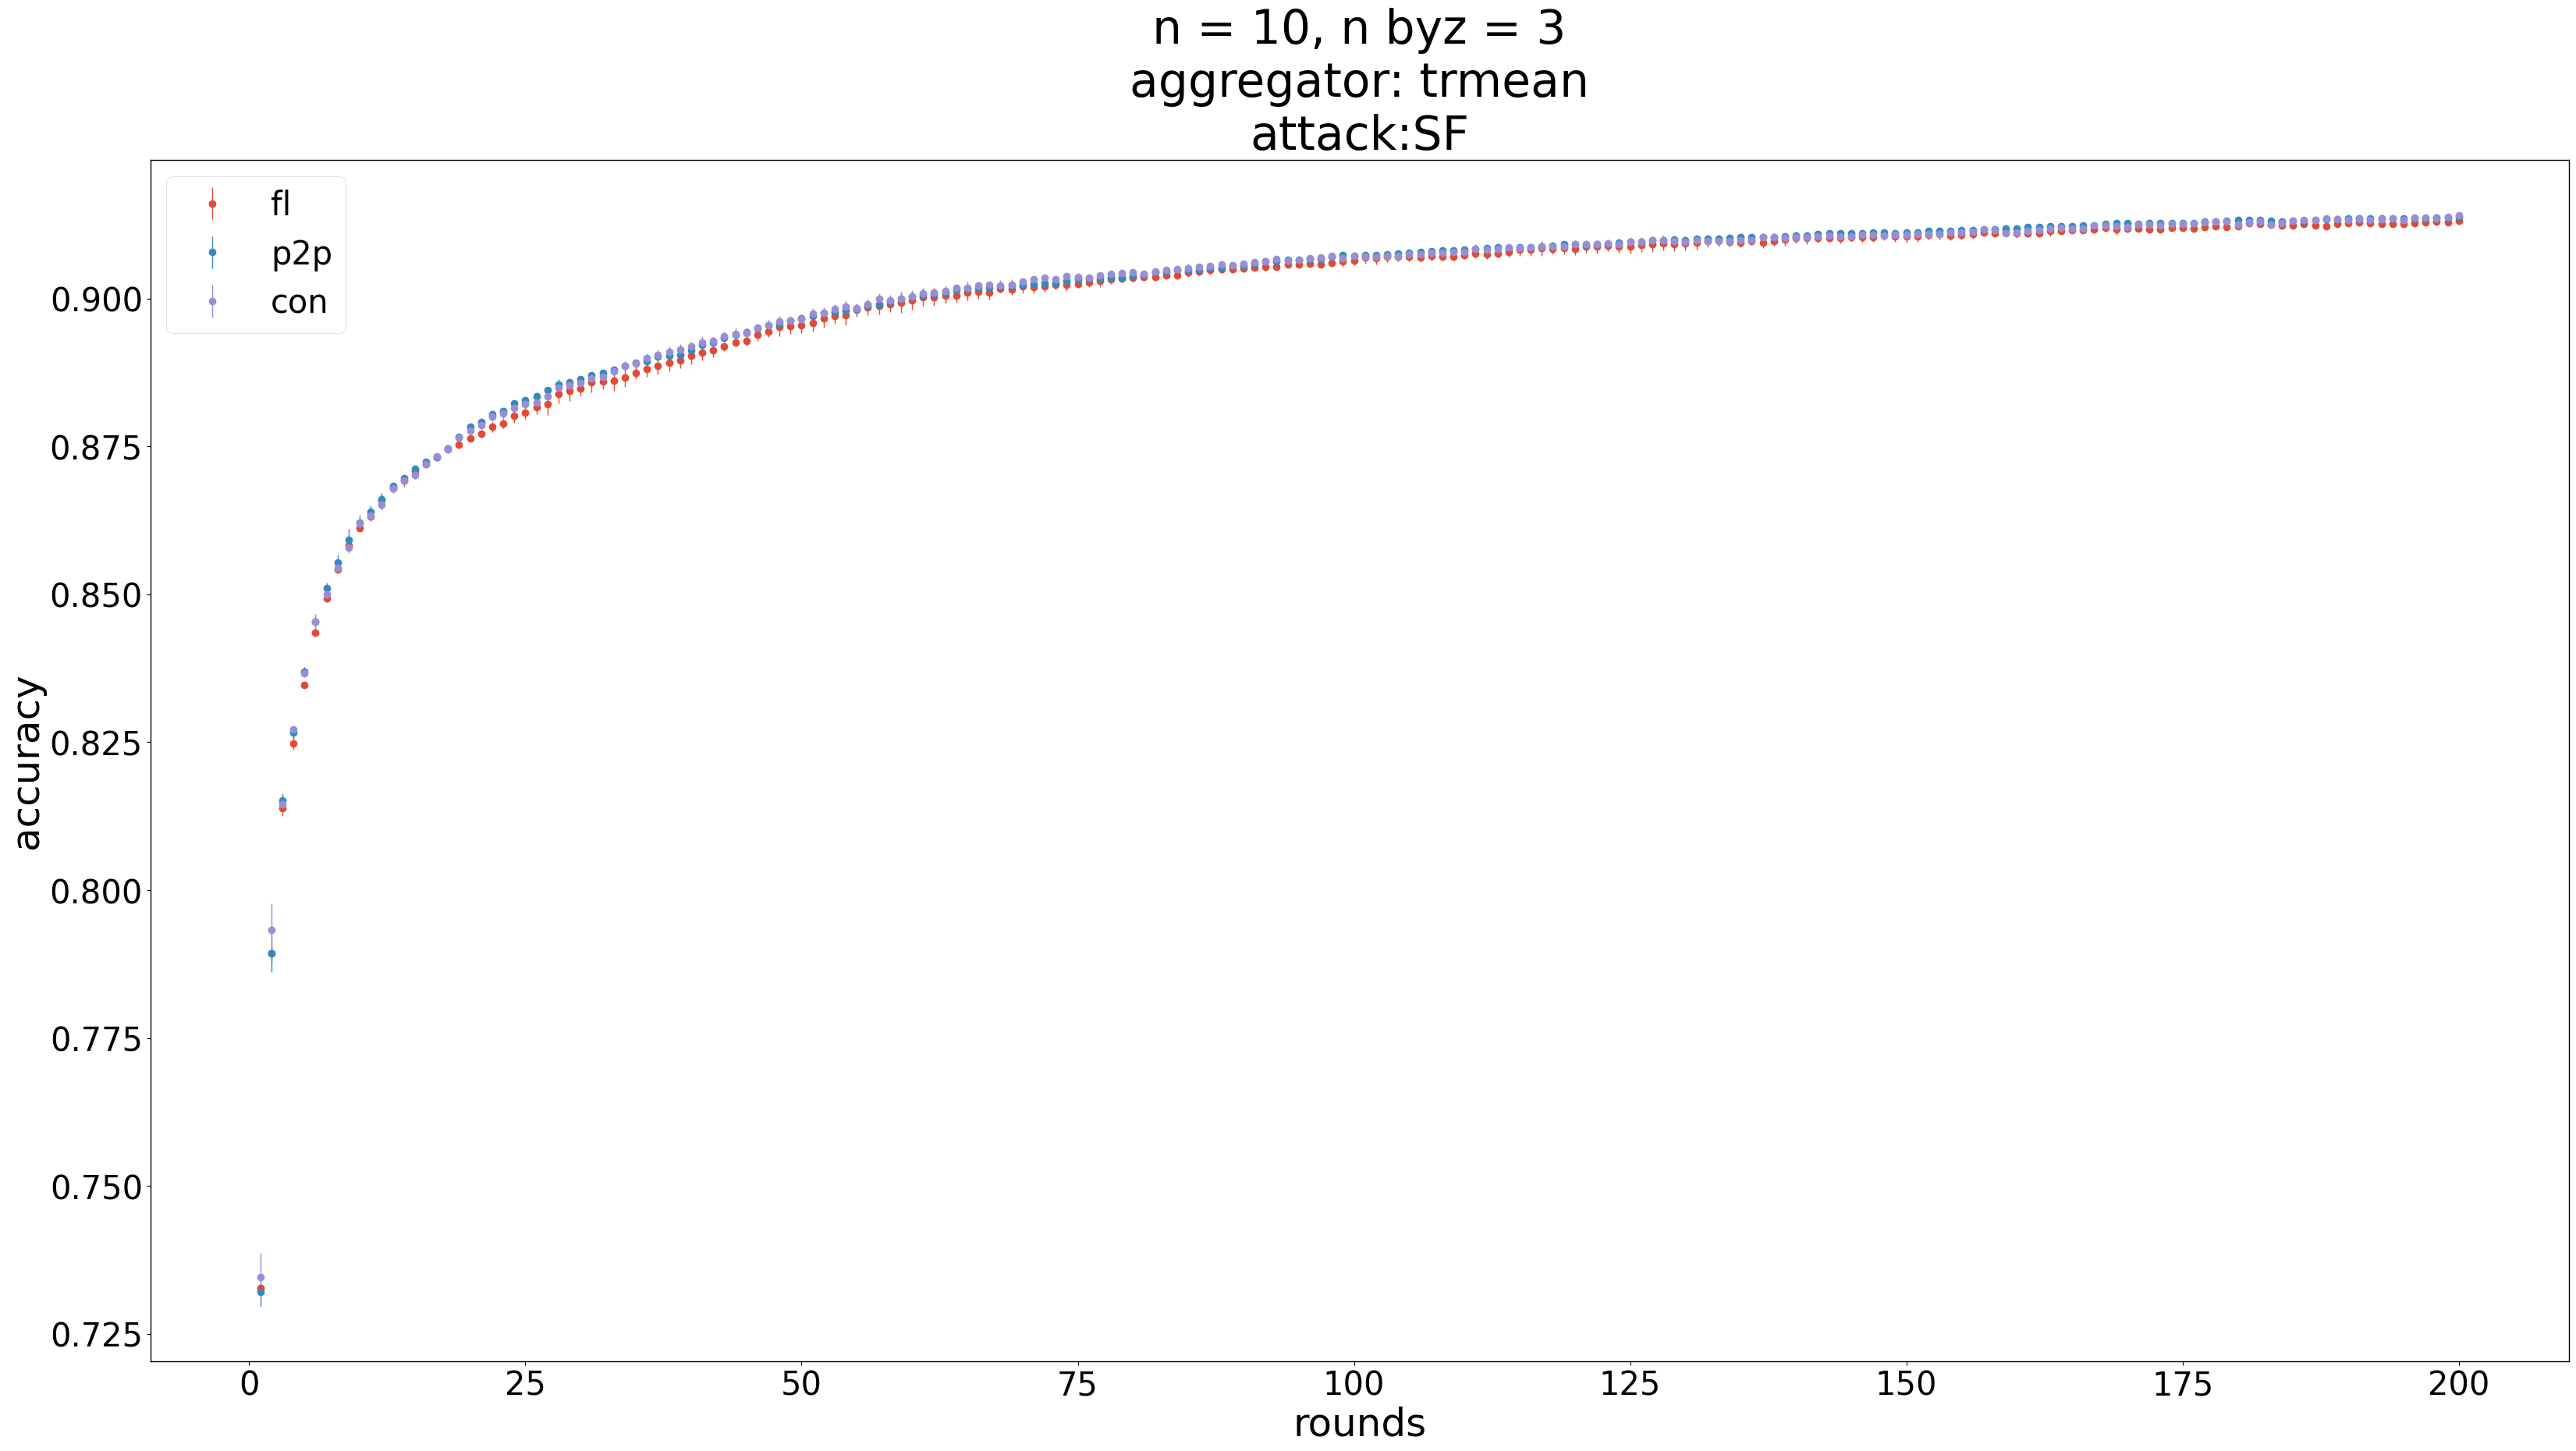 n = 10, n byz = 3
aggregator: trmean
attack:SF
fl
p2p
con
accuracy
0.900
0.875
0.850
0.825
0.800
0.775
0.750
0.725
0
25
50
75
100
125
150
175
200
rounds